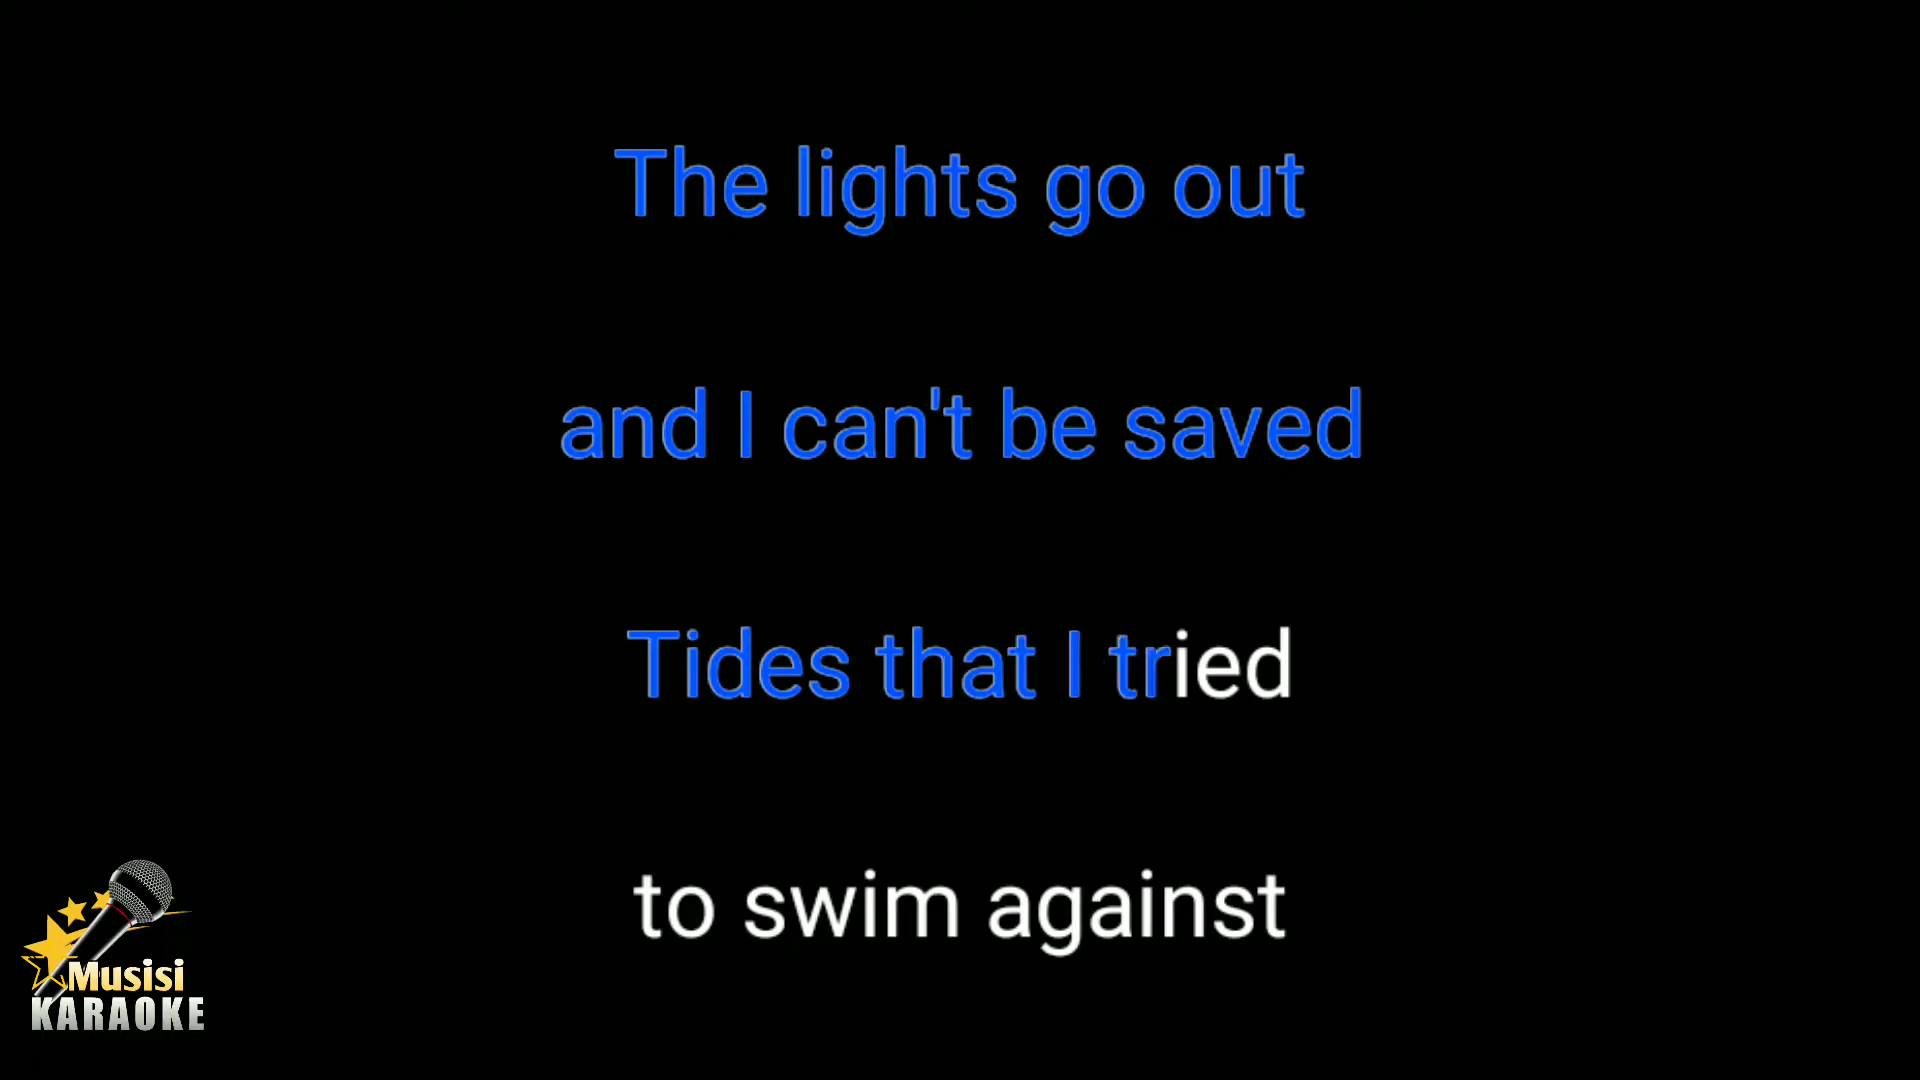 The lights go out
and I can't be saved
Tides that I tried
to swim against
Musisi
KARAOKE